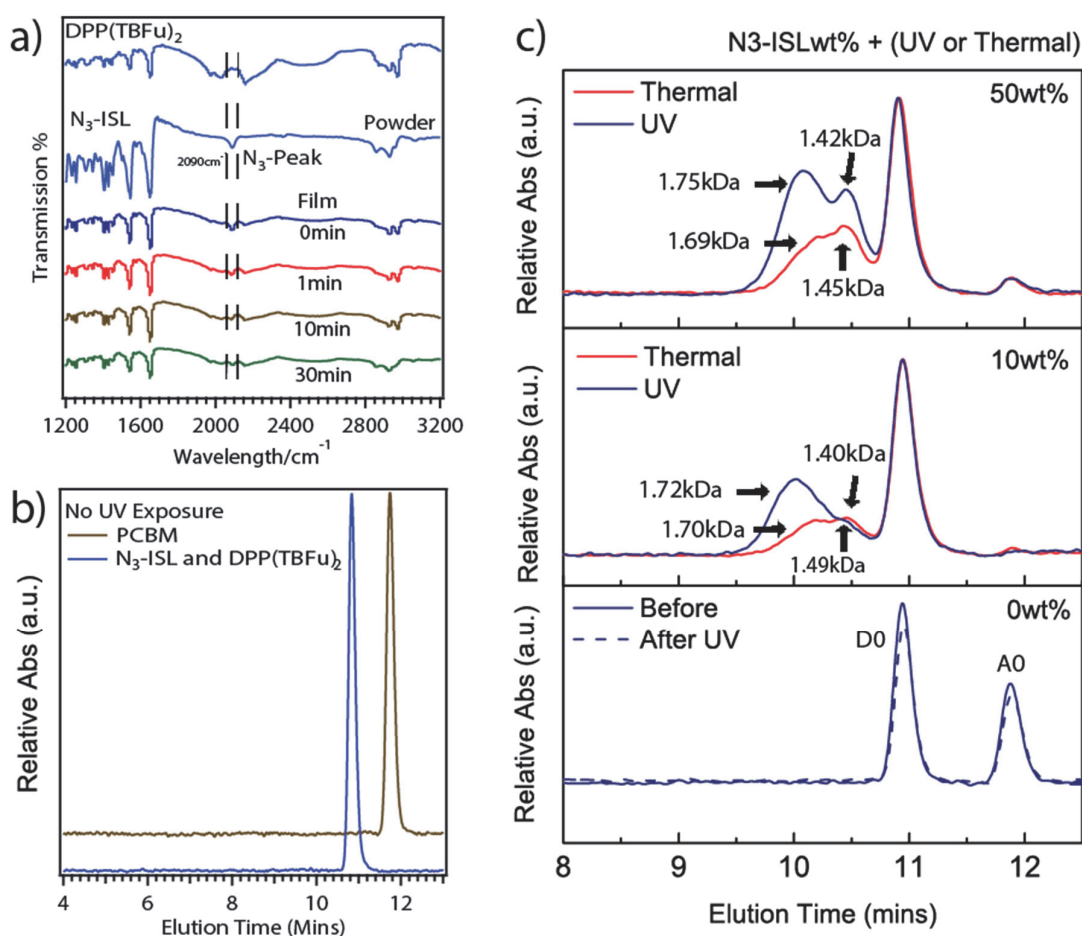 a)
DPP(TBFu)₂
N₃-ISL
Powder
2090cm⁻
N₃-Peak
Film
0min
1min
10min
30min
Transmission %
1200 1600 2000 2400 2800 3200
Wavelength/cm⁻¹
b)
No UV Exposure
PCBM
N₃-ISL and DPP(TBFu)₂
Relative Abs (a.u.)
4 6 8 10 12
Elution Time (Mins)
c)
N3-ISLwt% + (UV or Thermal)
Thermal
UV
50wt%
1.42kDa
1.75kDa
1.69kDa
1.45kDa
Relative Abs (a.u.)
Thermal
UV
10wt%
1.40kDa
1.72kDa
1.70kDa
1.49kDa
Relative Abs (a.u.)
Before
After UV
0wt%
D0
A0
Relative Abs (a.u.)
8 9 10 11 12
Elution Time (mins)